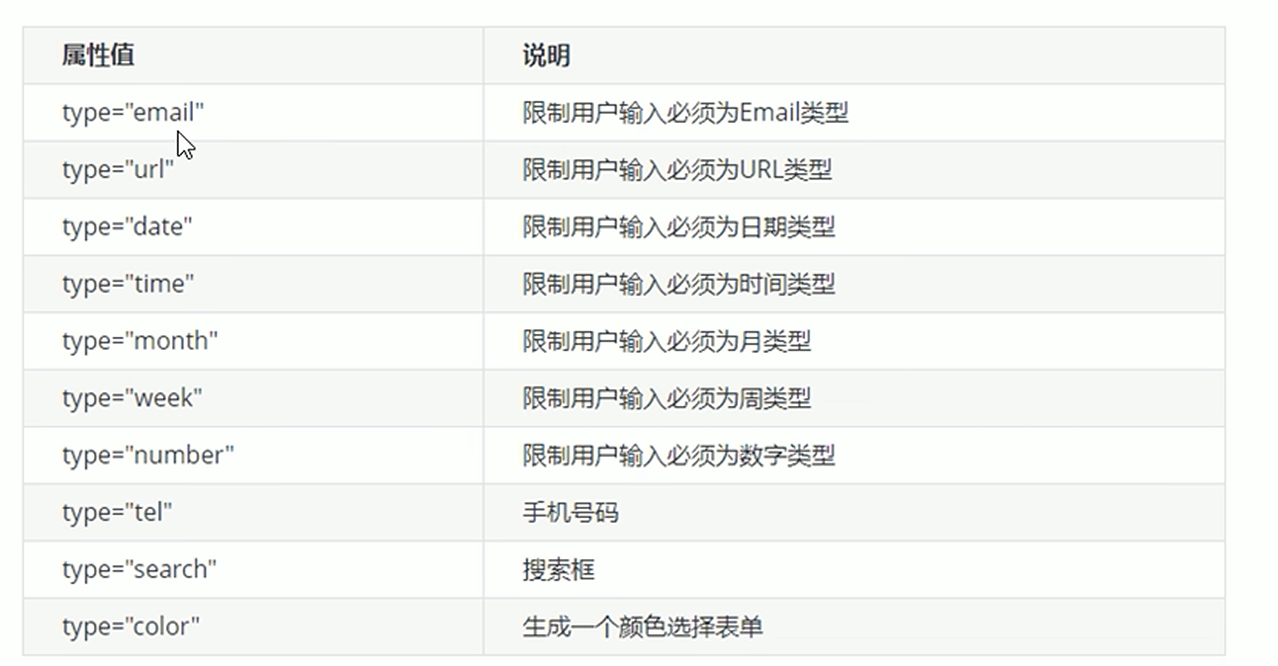 属性值 说明
type="email" 限制用户输入必须为Email类型
type="url" 限制用户输入必须为URL类型
type="date" 限制用户输入必须为日期类型
type="time" 限制用户输入必须为时间类型
type="month" 限制用户输入必须为月类型
type="week" 限制用户输入必须为周类型
type="number" 限制用户输入必须为数字类型
type="tel" 手机号码
type="search" 搜索框
type="color" 生成一个颜色选择表单